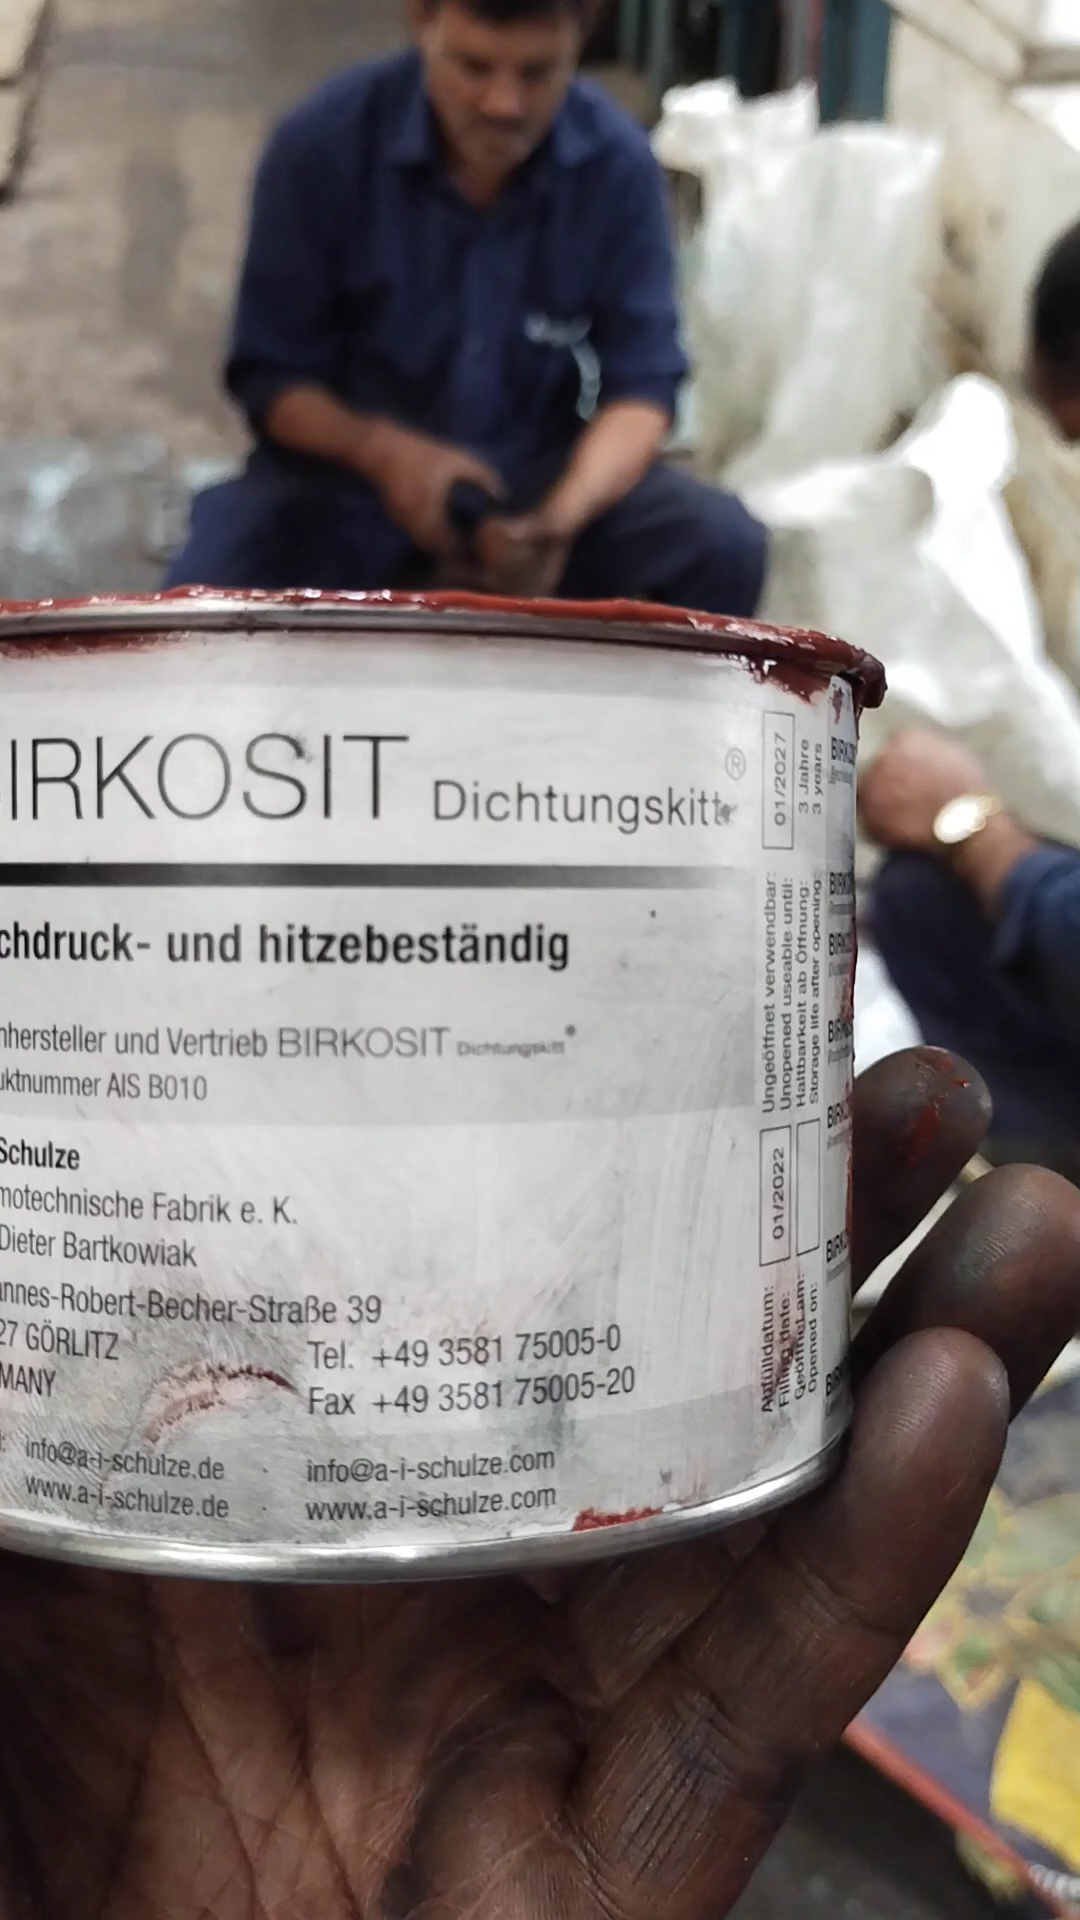 IRKOSIT Dichtungskitt ®
chdruck- und hitzebeständig
nhersteller und Vertrieb BIRKOSIT Dichtungskitt®
uktnummer AIS B010
Schulze
motechnische Fabrik e. K.
Dieter Bartkowiak
annes-Robert-Becher-Straße 39
27 GÖRLITZ
MANY
Tel. +49 3581 75005-0
Fax +49 3581 75005-20
info@a-i-schulze.de · info@a-i-schulze.com
www.a-i-schulze.de · www.a-i-schulze.com
Abfülldatum: 01/2022 Ungeöffnet verwendbar: 01/2027
Filling date: Unopened useable until:
Geöffnet am: Haltbarkeit ab Öffnung: 3 Jahre
Opened on: Storage life after opening: 3 years